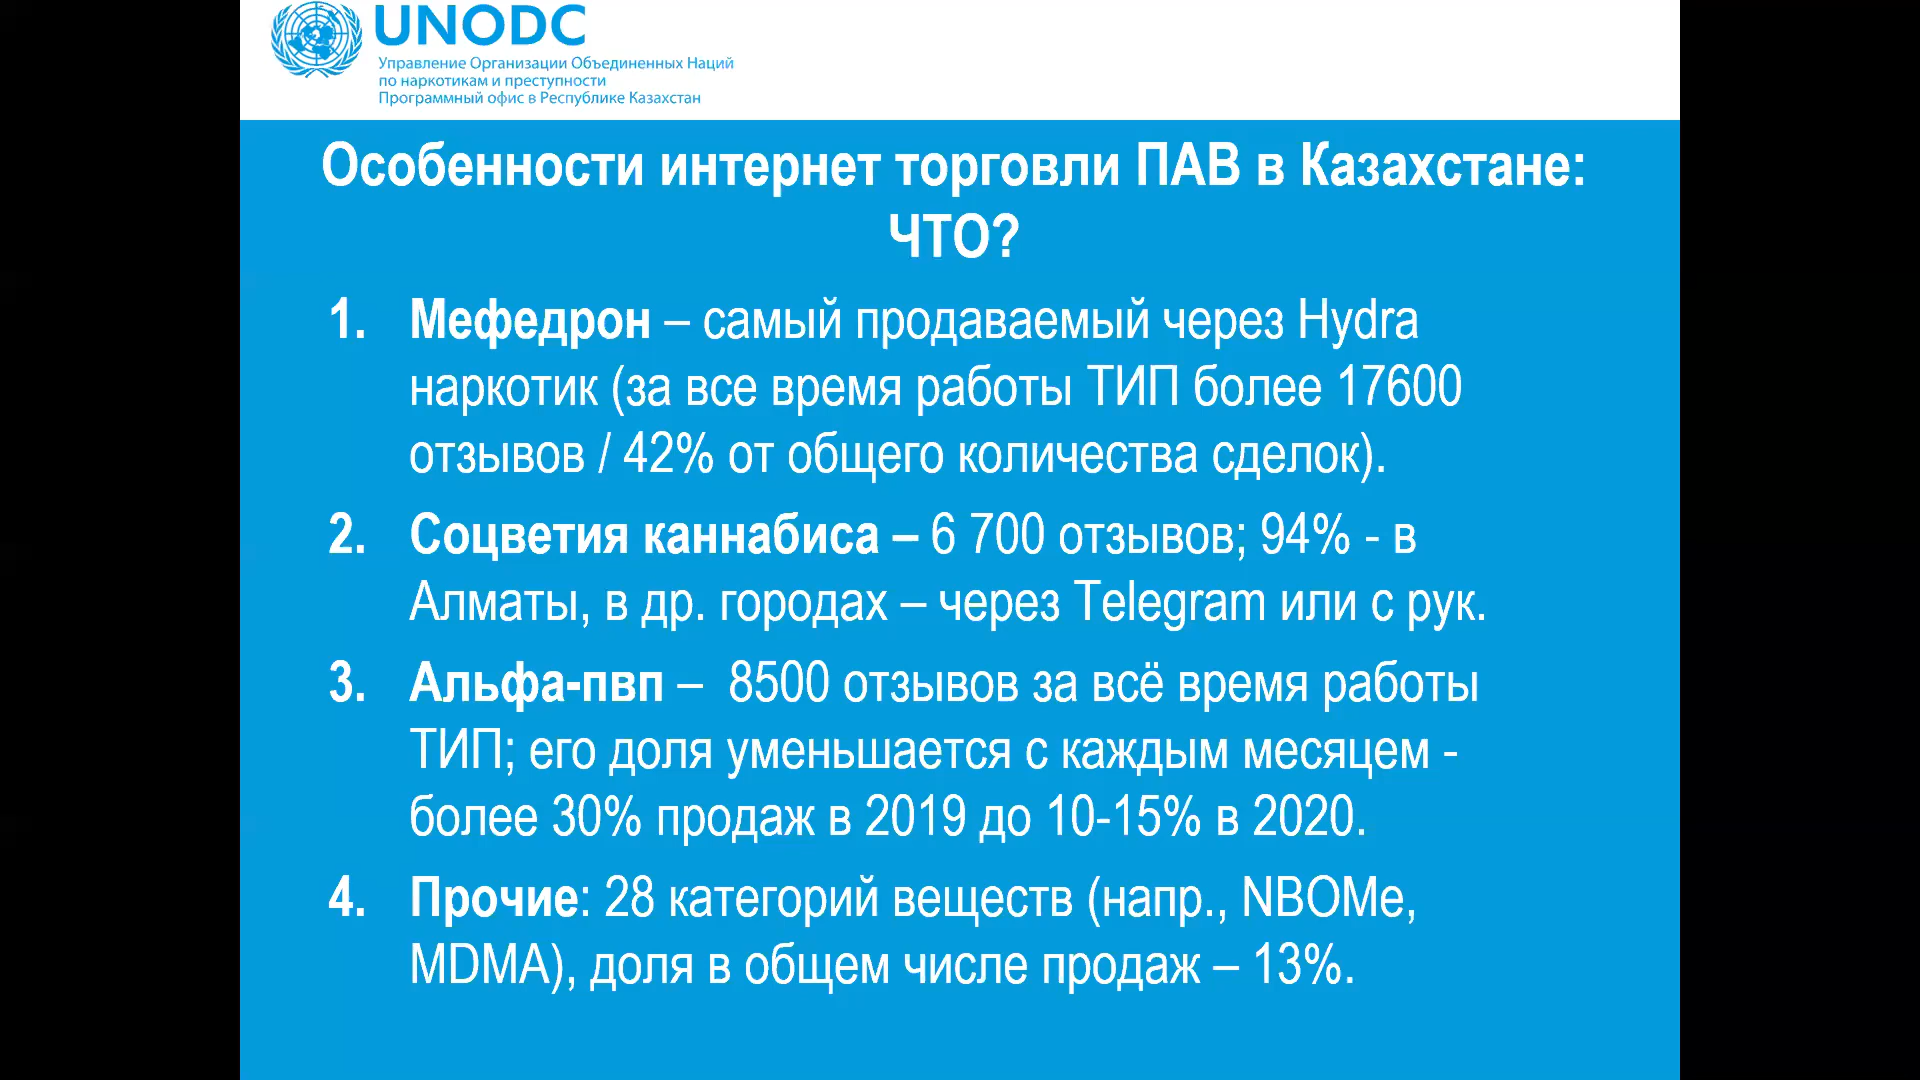 UNODC
Управление Организации Объединенных Наций
по наркотикам и преступности
Программный офис в Республике Казахстан
Особенности интернет торговли ПАВ в Казахстане:
ЧТО?
1. Мефедрон – самый продаваемый через Hydra
наркотик (за все время работы ТИП более 17600
отзывов / 42% от общего количества сделок).
2. Соцветия каннабиса – 6 700 отзывов; 94% - в
Алматы, в др. городах – через Telegram или с рук.
3. Альфа-пвп – 8500 отзывов за всё время работы
ТИП; его доля уменьшается с каждым месяцем -
более 30% продаж в 2019 до 10-15% в 2020.
4. Прочие: 28 категорий веществ (напр., NBOMe,
MDMA), доля в общем числе продаж – 13%.